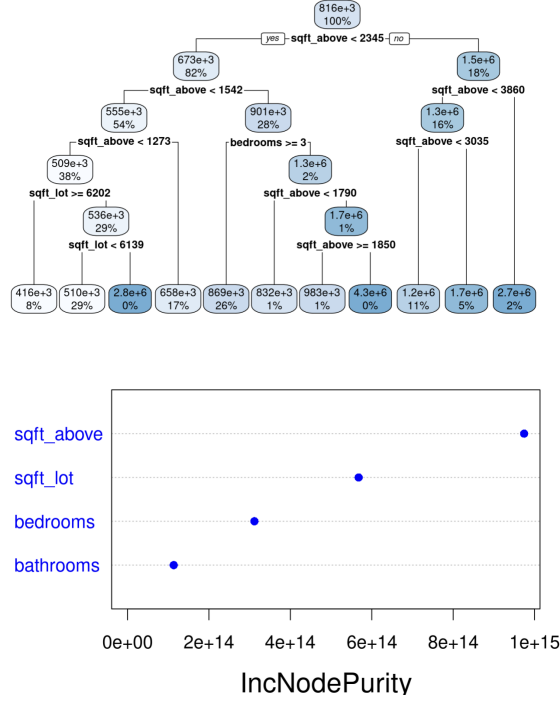 816e+3
100%
yes sqft_above < 2345 no
673e+3
82%
1.5e+6
18%
sqft_above < 1542
sqft_above < 3860
555e+3
54%
901e+3
28%
1.3e+6
16%
sqft_above < 1273
bedrooms >= 3
sqft_above < 3035
509e+3
38%
1.3e+6
2%
sqft_lot >= 6202
sqft_above < 1790
536e+3
29%
1.7e+6
1%
sqft_lot < 6139
sqft_above >= 1850
416e+3
8%
510e+3
29%
2.8e+6
0%
658e+3
17%
869e+3
26%
832e+3
1%
983e+3
1%
4.3e+6
0%
1.2e+6
11%
1.7e+6
5%
2.7e+6
2%
sqft_above
sqft_lot
bedrooms
bathrooms
0e+00 2e+14 4e+14 6e+14 8e+14 1e+15
IncNodePurity